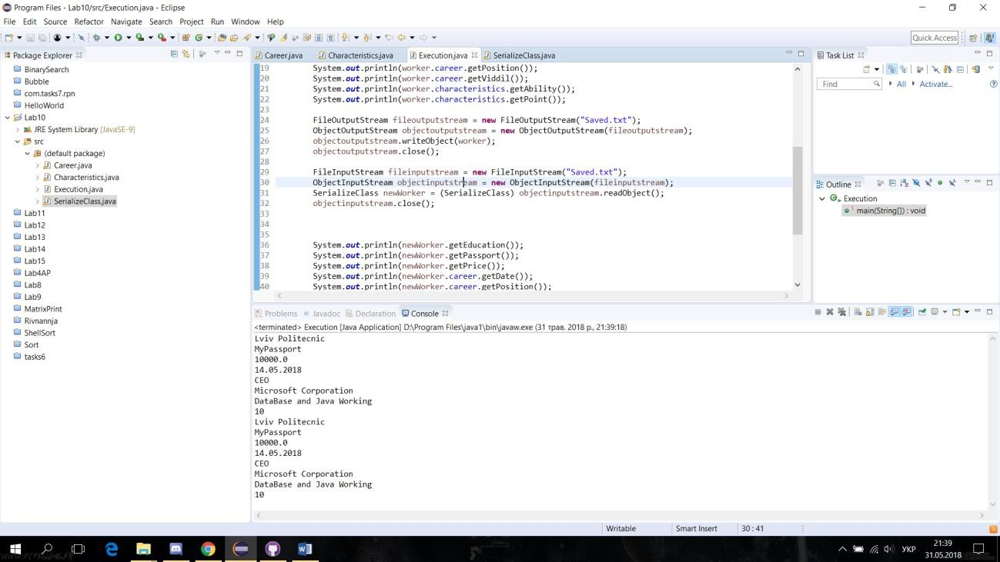 Program Files - Lab10/src/Execution.java - Eclipse
File Edit Source Refactor Navigate Search Project Run Window Help
Quick Access
Package Explorer
BinarySearch
Bubble
com.tasks7.rpn
HelloWorld
Lab10
JRE System Library [JavaSE-9]
src
(default package)
Career.java
Characteristics.java
Execution.java
SerializeClass.java
Lab11
Lab12
Lab13
Lab14
Lab15
Lab4AP
Lab8
Lab9
MatrixPrint
Rivnannja
ShellSort
Sort
tasks6
Career.java Characteristics.java Execution.java SerializeClass.java
19 System.out.println(worker.career.getPosition());
20 System.out.println(worker.career.getViddil());
21 System.out.println(worker.characteristics.getAbility());
22 System.out.println(worker.characteristics.getPoint());
23
24 FileOutputStream fileoutputstream = new FileOutputStream("Saved.txt");
25 ObjectOutputStream objectoutputstream = new ObjectOutputStream(fileoutputstream);
26 objectoutputstream.writeObject(worker);
27 objectoutputstream.close();
28
29 FileInputStream fileinputstream = new FileInputStream("Saved.txt");
30 ObjectInputStream objectinputstream = new ObjectInputStream(fileinputstream);
31 SerializeClass newWorker = (SerializeClass) objectinputstream.readObject();
32 objectinputstream.close();
33
34
35
36 System.out.println(newWorker.getEducation());
37 System.out.println(newWorker.getPassport());
38 System.out.println(newWorker.getPrice());
39 System.out.println(newWorker.career.getDate());
40 System.out.println(newWorker.career.getPosition());
Task List
Find All Activate...
Outline
Execution
main(String[]) : void
Problems Javadoc Declaration Console
<terminated> Execution [Java Application] D:\Program Files\java1\bin\javaw.exe (31 трав. 2018 р., 21:39:18)
Lviv Politecnic
MyPassport
10000.0
14.05.2018
CEO
Microsoft Corporation
DataBase and Java Working
10
Lviv Politecnic
MyPassport
10000.0
14.05.2018
CEO
Microsoft Corporation
DataBase and Java Working
10
Writable Smart Insert 30 : 41
УКР
21:39
31.05.2018